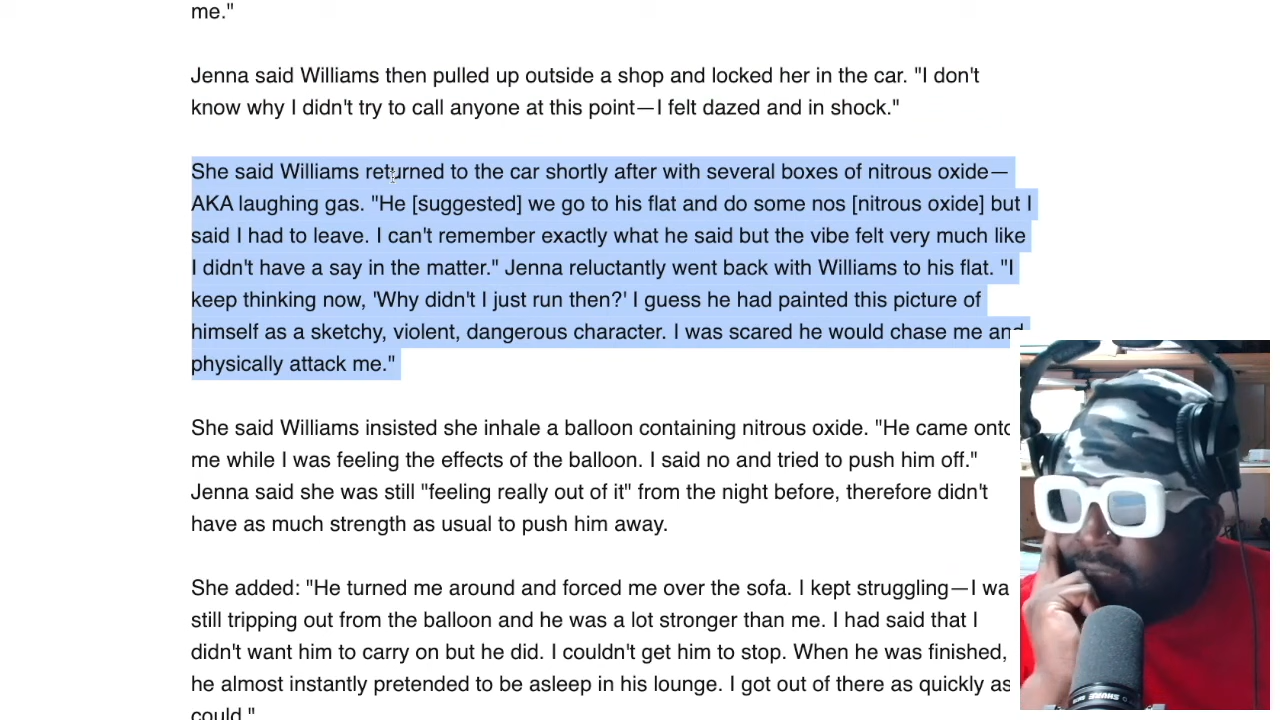 me."
Jenna said Williams then pulled up outside a shop and locked her in the car. "I don't
know why I didn't try to call anyone at this point—I felt dazed and in shock."
She said Williams returned to the car shortly after with several boxes of nitrous oxide—
AKA laughing gas. "He [suggested] we go to his flat and do some nos [nitrous oxide] but I
said I had to leave. I can't remember exactly what he said but the vibe felt very much like
I didn't have a say in the matter." Jenna reluctantly went back with Williams to his flat. "I
keep thinking now, 'Why didn't I just run then?' I guess he had painted this picture of
himself as a sketchy, violent, dangerous character. I was scared he would chase me and
physically attack me."
She said Williams insisted she inhale a balloon containing nitrous oxide. "He came onto
me while I was feeling the effects of the balloon. I said no and tried to push him off."
Jenna said she was still "feeling really out of it" from the night before, therefore didn't
have as much strength as usual to push him away.
She added: "He turned me around and forced me over the sofa. I kept struggling—I wa
still tripping out from the balloon and he was a lot stronger than me. I had said that I
didn't want him to carry on but he did. I couldn't get him to stop. When he was finished,
he almost instantly pretended to be asleep in his lounge. I got out of there as quickly as
could."
SHURE